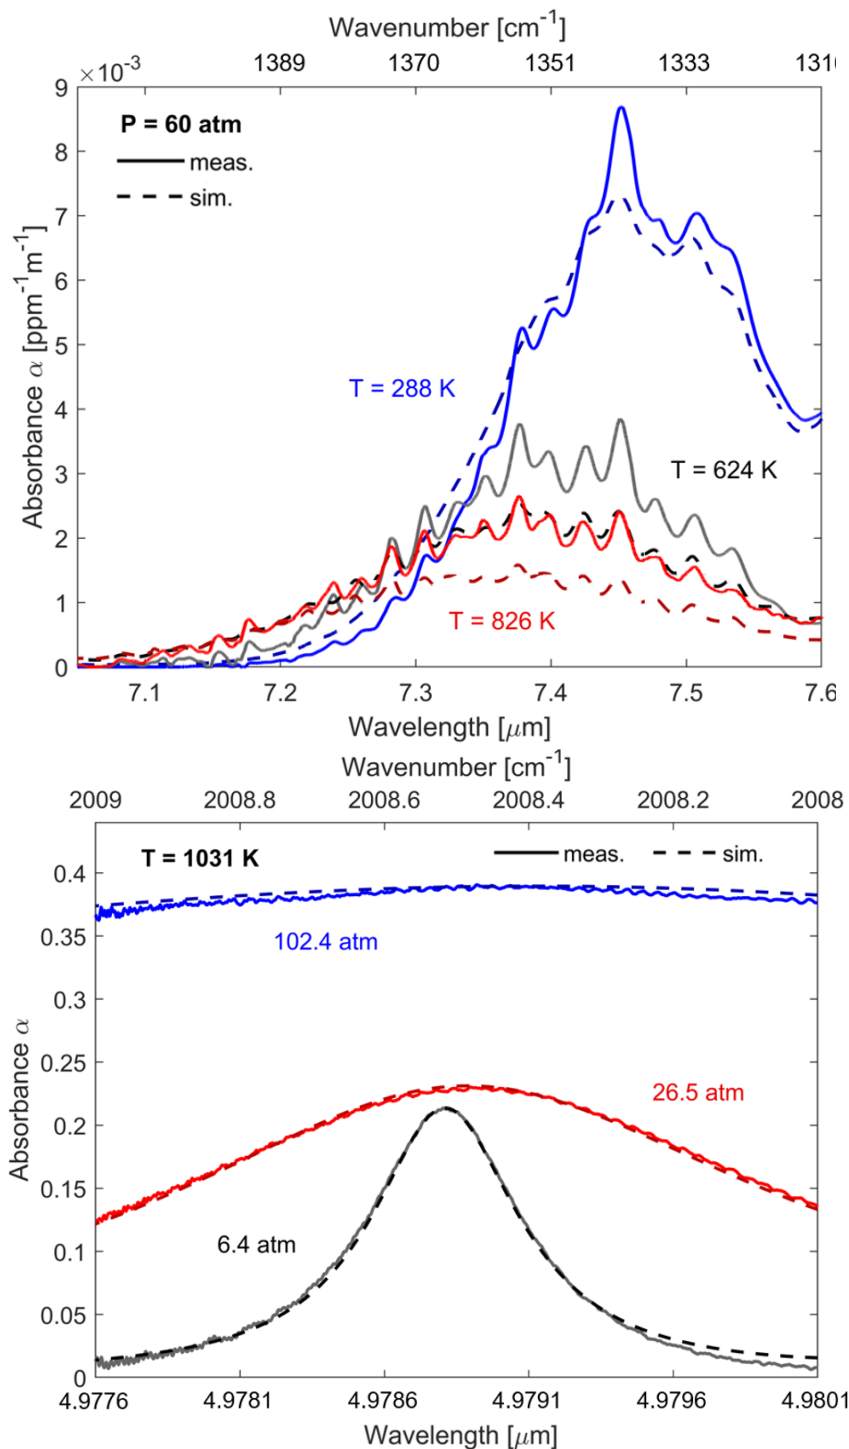 Wavenumber [cm⁻¹]
×10⁻³ 1389 1370 1351 1333 1310
9
P = 60 atm
meas.
sim.
8
7
6
5
4
3
2
1
0
Absorbance α [ppm⁻¹m⁻¹]
T = 288 K
T = 624 K
T = 826 K
7.1 7.2 7.3 7.4 7.5 7.6
Wavelength [μm]
Wavenumber [cm⁻¹]
2009 2008.8 2008.6 2008.4 2008.2 2008
T = 1031 K
meas. sim.
0.4
0.35
0.3
0.25
0.2
0.15
0.1
0.05
0
Absorbance α
102.4 atm
26.5 atm
6.4 atm
4.9776 4.9781 4.9786 4.9791 4.9796 4.9801
Wavelength [μm]